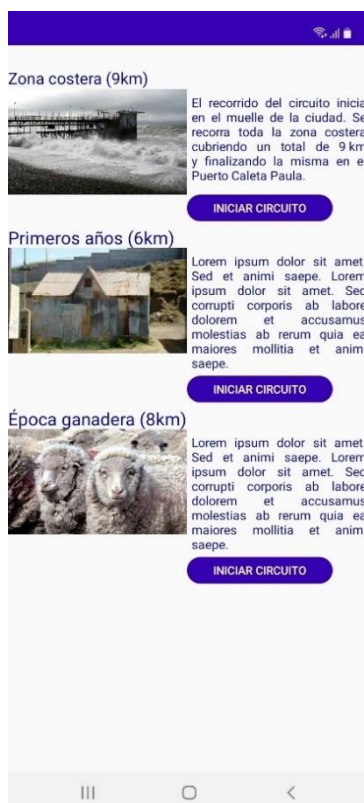 Zona costera (9km)
El recorrido del circuito inicia
en el muelle de la ciudad. Se
recorra toda la zona costera
cubriendo un total de 9 km
y finalizando la misma en el
Puerto Caleta Paula.
INICIAR CIRCUITO
Primeros años (6km)
Lorem ipsum dolor sit amet
Sed et animi saepe. Lorem
ipsum dolor sit amet. Sed
corrupti corporis ab labore
dolorem et accusamus
molestias ab rerum quia ea
maiores mollitia et anim
saepe.
INICIAR CIRCUITO
Época ganadera (8km)
Lorem ipsum dolor sit amet
Sed et animi saepe. Lorem
ipsum dolor sit amet. Sed
corrupti corporis ab labore
dolorem et accusamus
molestias ab rerum quia ea
maiores mollitia et anim
saepe.
INICIAR CIRCUITO